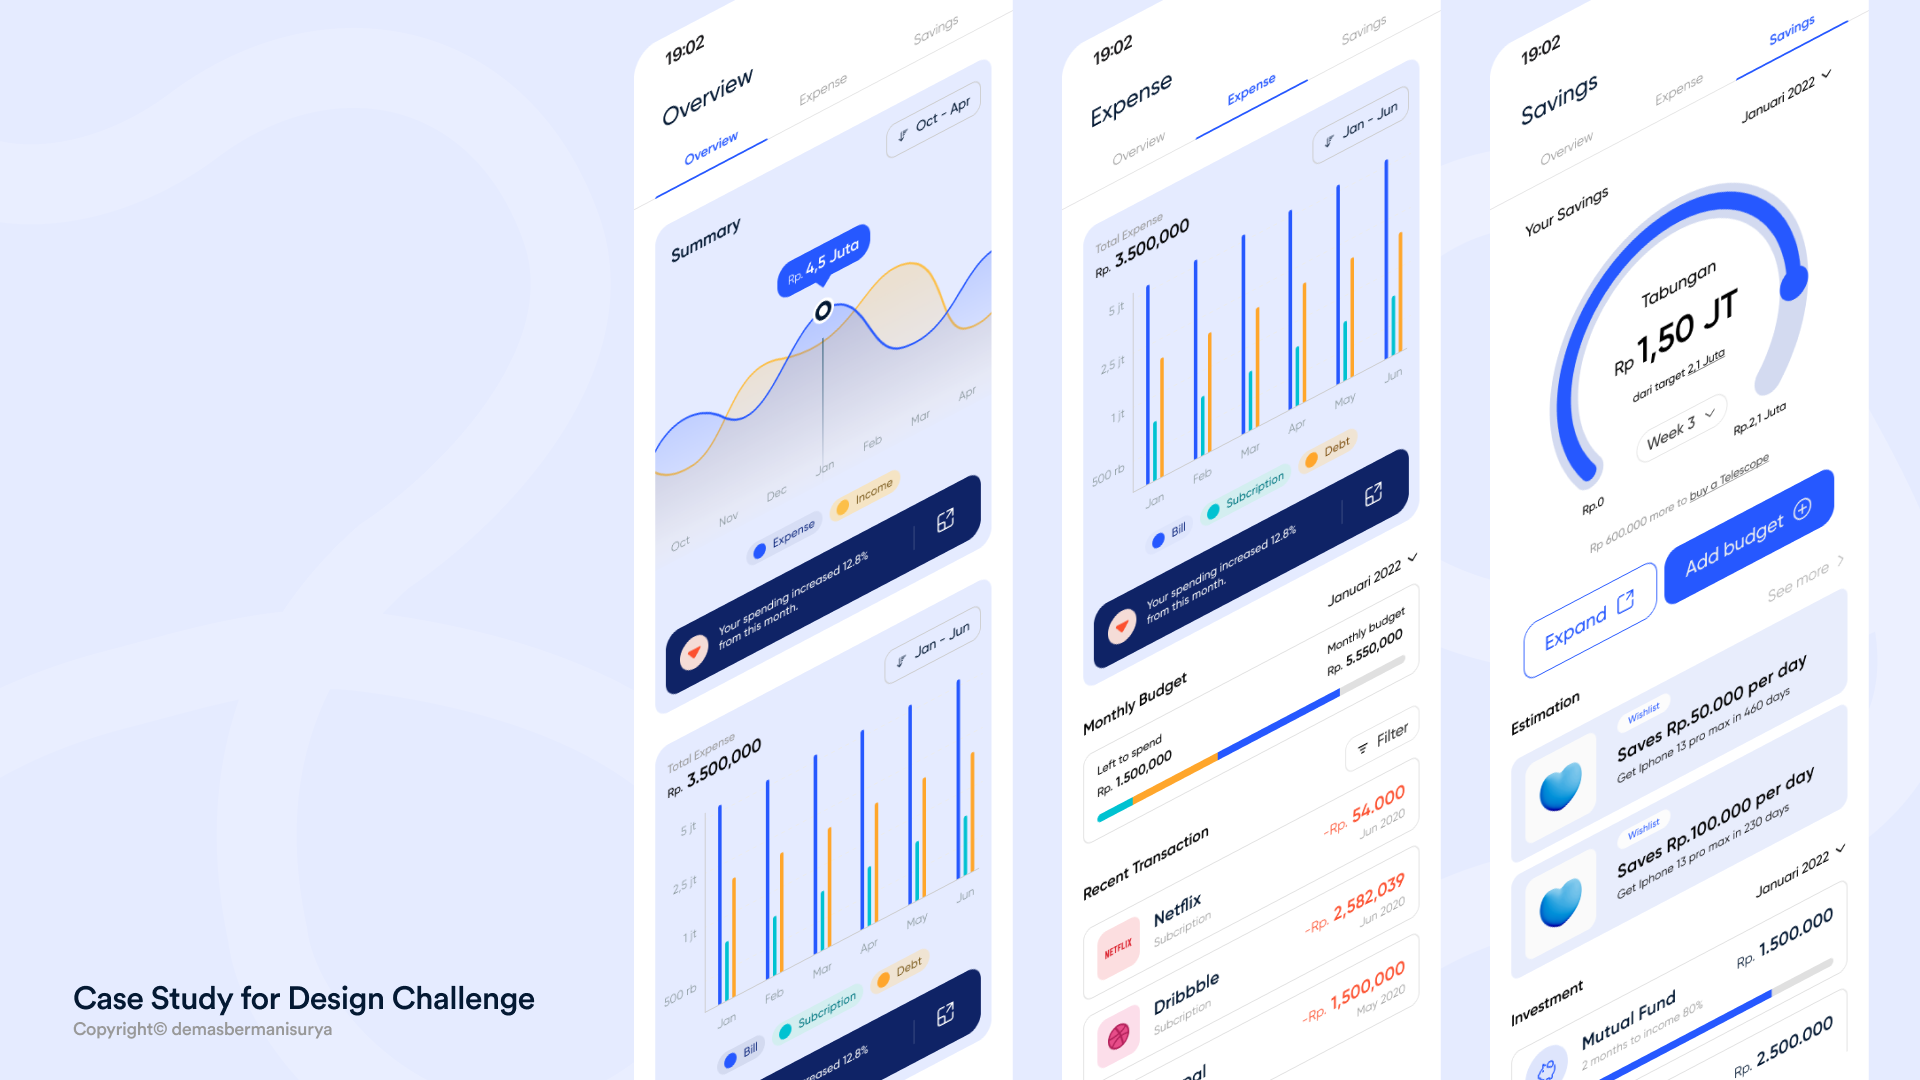 Case Study for Design Challenge
Copyright© demasbermanisurya
19:02
Overview
Overview
Expense
Savings
Oct - Apr
Summary
Rp. 4,5 Juta
Oct
Nov
Dec
Jan
Feb
Mar
Apr
Expense
Income
Your spending increased 12.8%
from this month.
Jan - Jun
Total Expense
Rp. 3.500,000
5 jt
2,5 jt
1 jt
500 rb
Jan
Feb
Mar
Apr
May
Jun
Bill
Subcription
Debt
12.8%
19:02
Expense
Overview
Expense
Savings
Jan - Jun
Total Expense
Rp. 3.500,000
5 jt
2,5 jt
1 jt
500 rb
Jan
Feb
Mar
Apr
May
Jun
Bill
Subcription
Debt
Your spending increased 12.8%
from this month.
Januari 2022
Monthly Budget
Monthly budget
Rp. 5.550,000
Left to spend
Rp. 1.500,000
Filter
Recent Transaction
NETFLIX
Netflix
Subcription
-Rp. 54.000
Jun 2020
Dribbble
Subcription
-Rp. 2,582,039
Jun 2020
-Rp. 1,500,000
May 2020
19:02
Savings
Overview
Expense
Savings
Januari 2022
Your Savings
Tabungan
Rp 1,50 JT
dari target 2,1 Juta
Week 3
Rp.0
Rp.2,1 Juta
Rp 600.000 more to buy a Telescope
Expand
Add budget
See more
Estimation
Wishlist
Saves Rp.50.000 per day
Get Iphone 13 pro max in 460 days
Wishlist
Saves Rp.100.000 per day
Get Iphone 13 pro max in 230 days
Januari 2022
Investment
Mutual Fund
2 months to income 80%
Rp. 1.500.000
Rp. 2.500.000